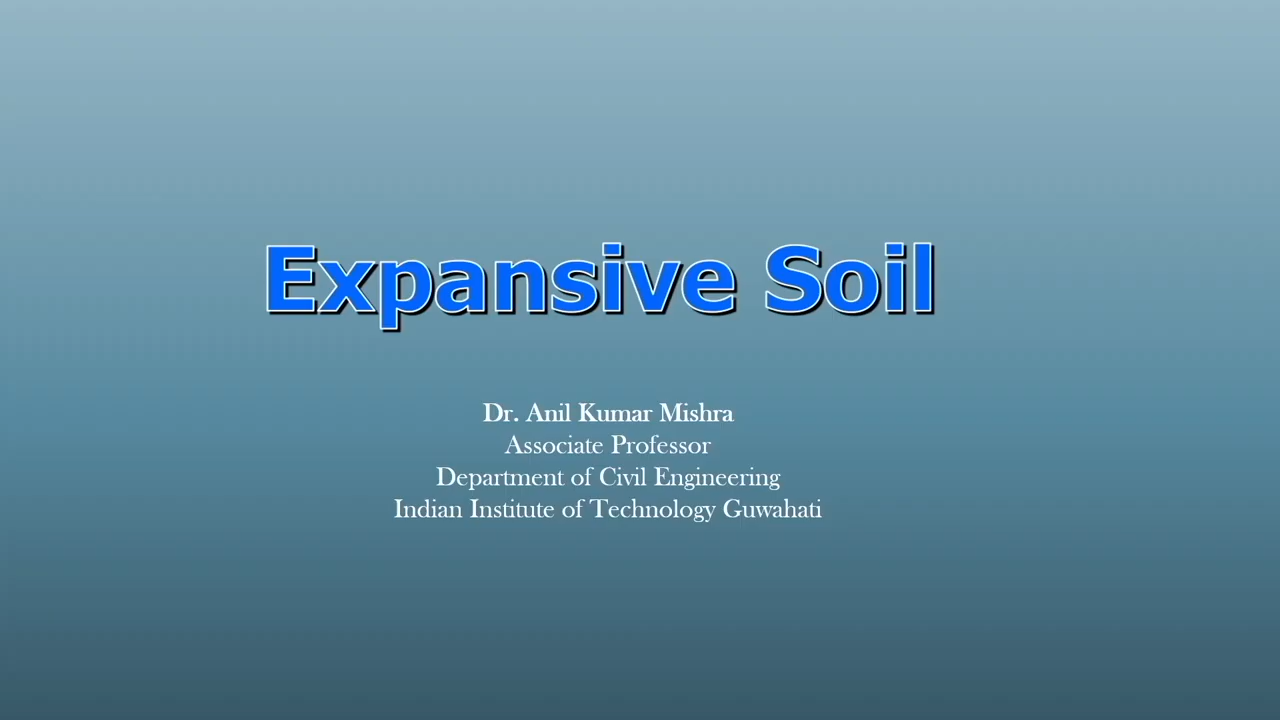 Expansive Soil
Dr. Anil Kumar Mishra
Associate Professor
Department of Civil Engineering
Indian Institute of Technology Guwahati